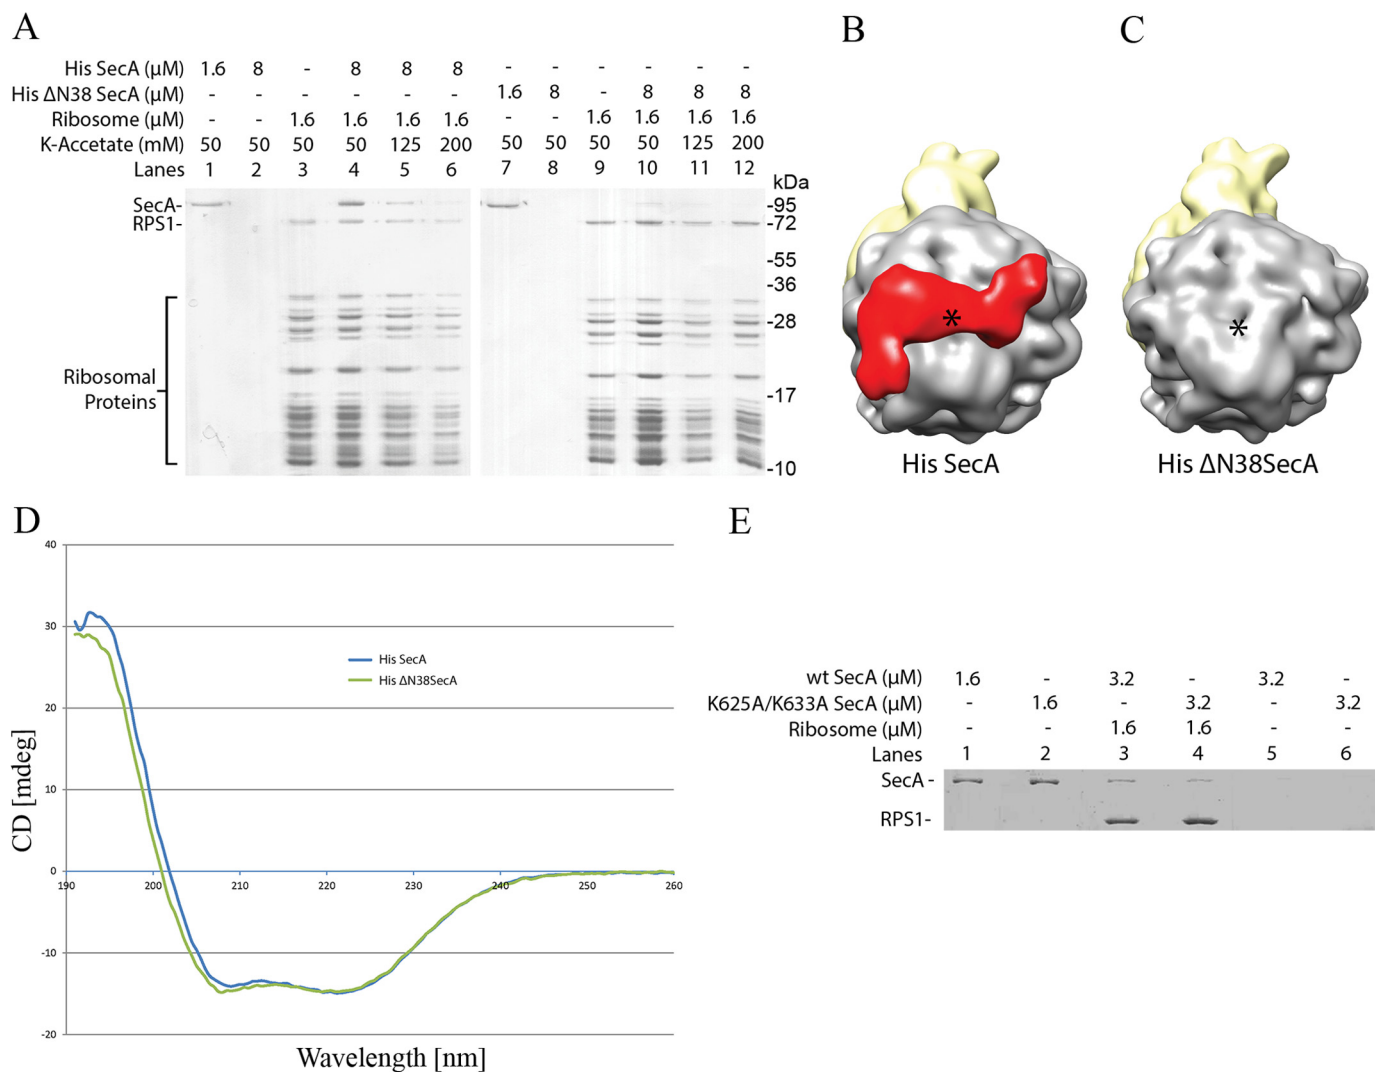 A
His SecA (µM) 1.6 8 - 8 8 8 - - - - - -
His ΔN38 SecA (µM) - - - - - - 1.6 8 - 8 8 8
Ribosome (µM) - - 1.6 1.6 1.6 1.6 - - 1.6 1.6 1.6 1.6
K-Accetate (mM) 50 50 50 50 125 200 50 50 50 50 125 200
Lanes 1 2 3 4 5 6 7 8 9 10 11 12
kDa
SecA-
RPS1-
Ribosomal
Proteins
-95
-72
-55
-36
-28
-17
-10
B
*
His SecA
C
*
His ΔN38SecA
D
40
30
20
10
0
-10
-20
190 200 210 220 230 240 250 260
His SecA
His ΔN38SecA
CD [mdeg]
Wavelength [nm]
E
wt SecA (µM) 1.6 - 3.2 - 3.2 -
K625A/K633A SecA (µM) - 1.6 - 3.2 - 3.2
Ribosome (µM) - - 1.6 1.6 - -
Lanes 1 2 3 4 5 6
SecA -
RPS1-